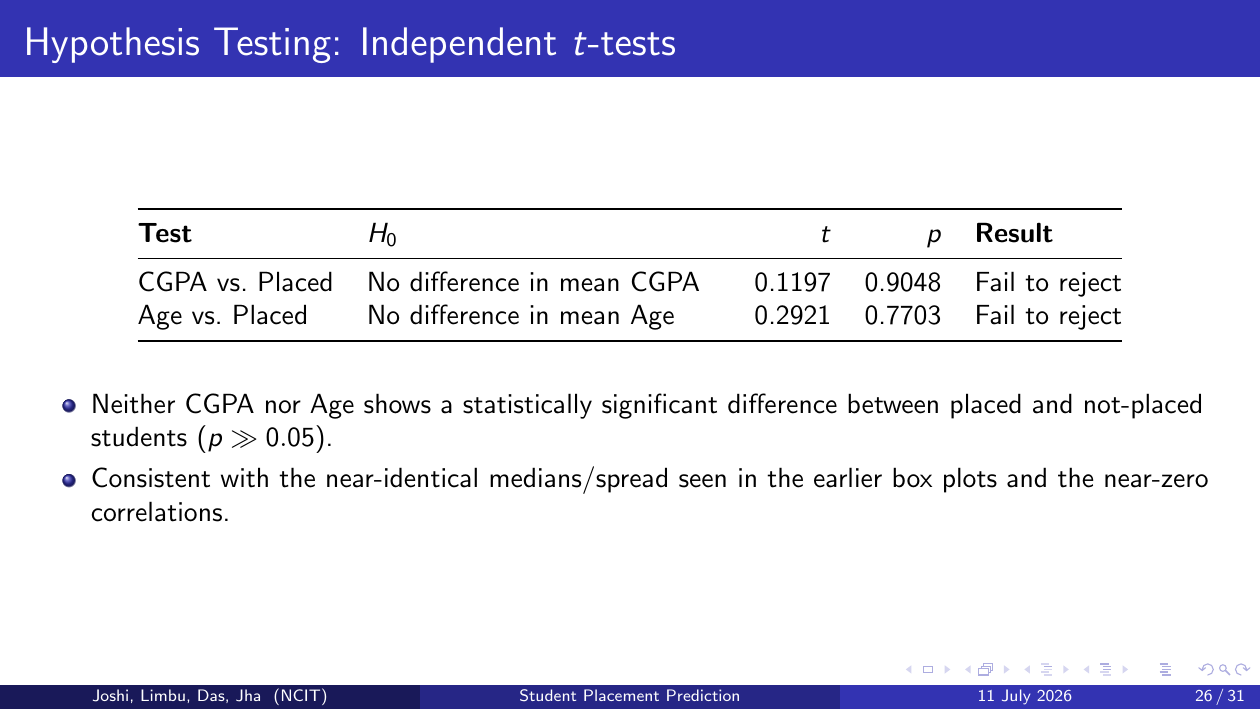 Hypothesis Testing: Independent t-tests
Test H0 t p Result
CGPA vs. Placed No difference in mean CGPA 0.1197 0.9048 Fail to reject
Age vs. Placed No difference in mean Age 0.2921 0.7703 Fail to reject
Neither CGPA nor Age shows a statistically significant difference between placed and not-placed
students (p ≫ 0.05).
Consistent with the near-identical medians/spread seen in the earlier box plots and the near-zero
correlations.
Joshi, Limbu, Das, Jha (NCIT) Student Placement Prediction 11 July 2026 26 / 31